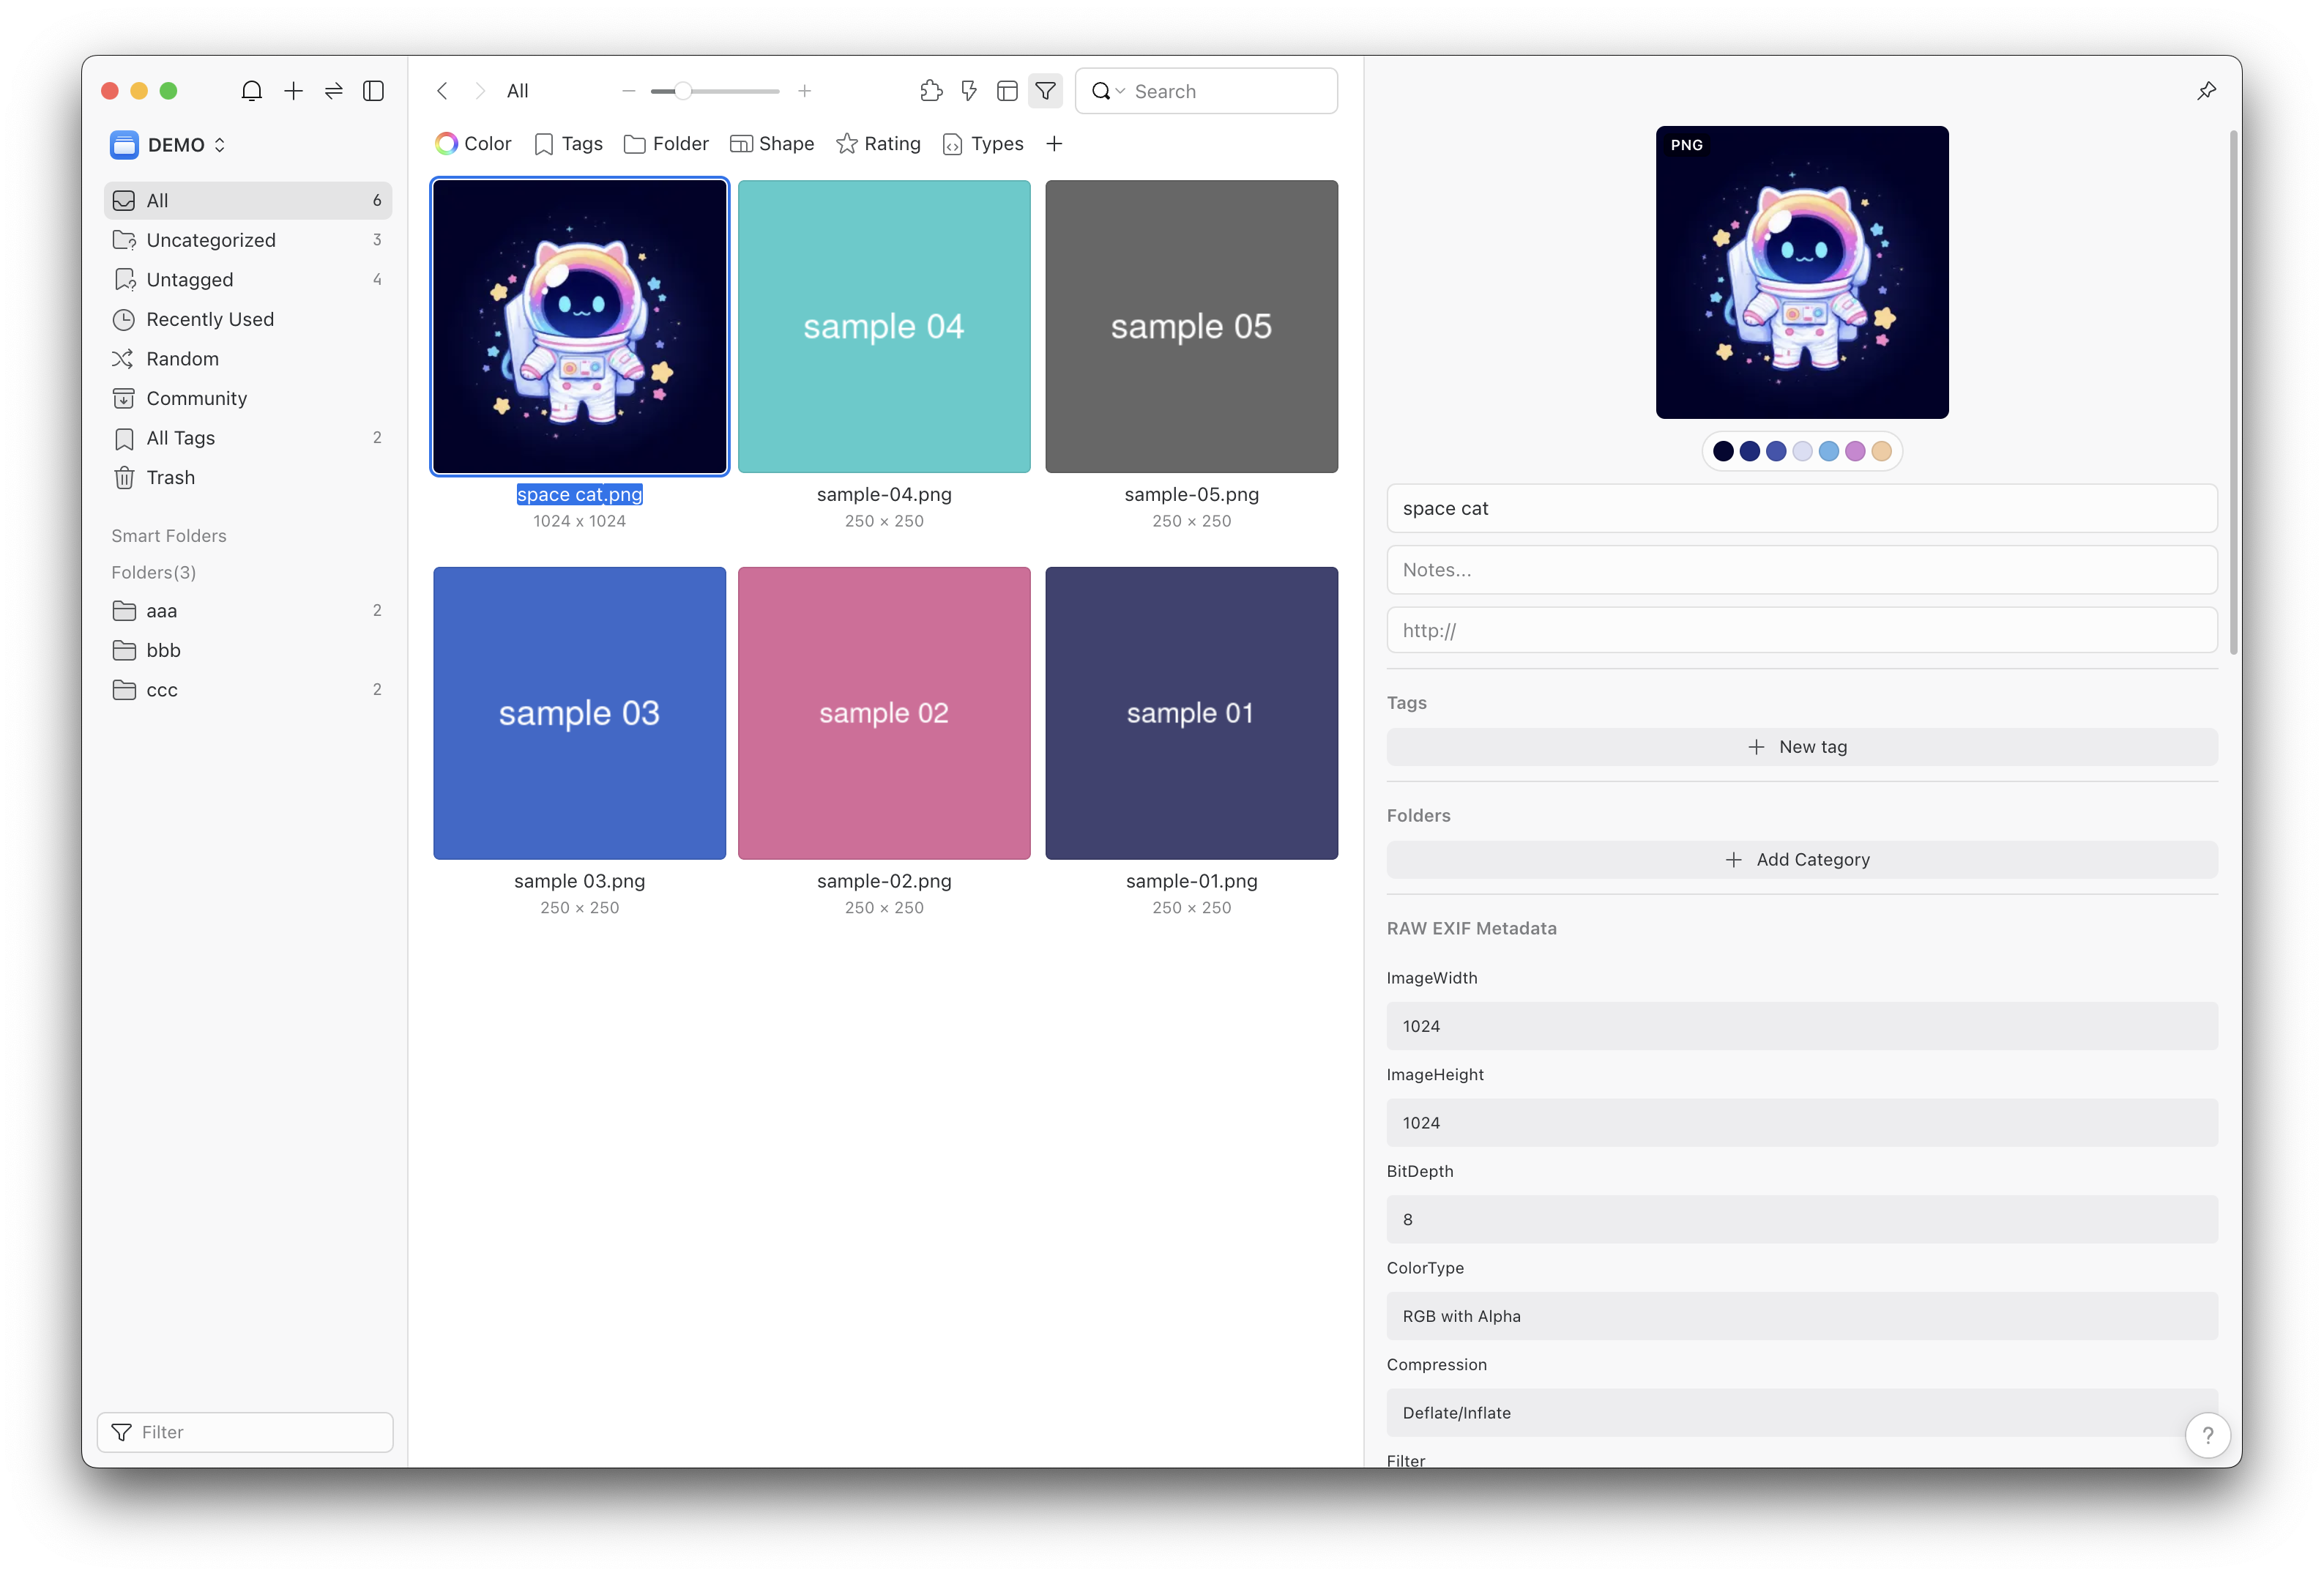 DEMO
All 6
Uncategorized 3
Untagged 4
Recently Used
Random
Community
All Tags 2
Trash
Smart Folders
Folders(3)
aaa 2
bbb
ccc 2
Filter
All
Search
Color Tags Folder Shape Rating Types
sample 04
sample 05
space cat.png
1024 x 1024
sample-04.png
250 × 250
sample-05.png
250 × 250
sample 03
sample 02
sample 01
sample 03.png
250 × 250
sample-02.png
250 × 250
sample-01.png
250 × 250
PNG
space cat
Notes...
http://
Tags
New tag
Folders
Add Category
RAW EXIF Metadata
ImageWidth
1024
ImageHeight
1024
BitDepth
8
ColorType
RGB with Alpha
Compression
Deflate/Inflate
Filter
?